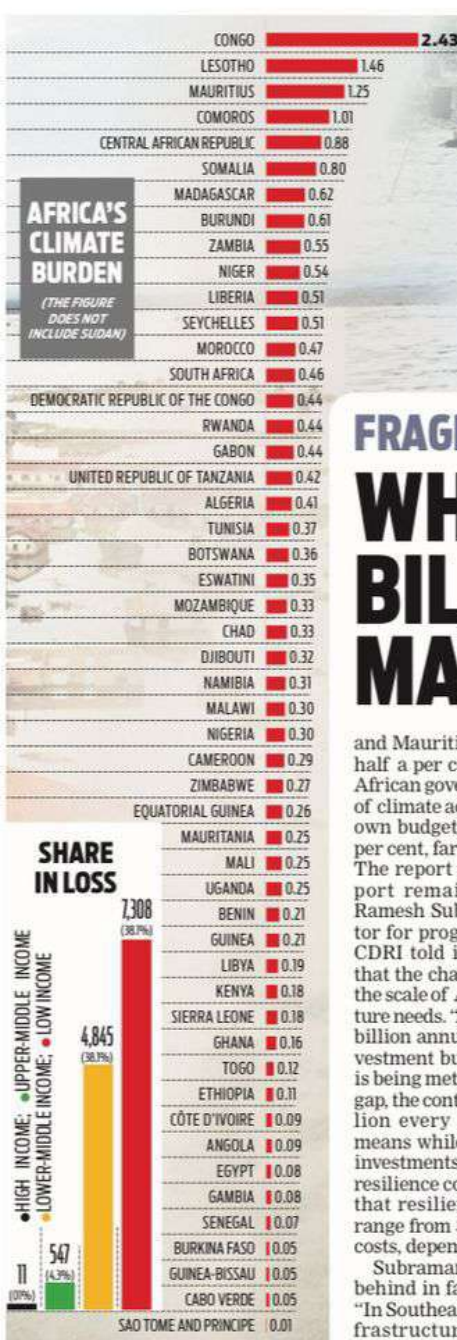 CONGO 2.43
LESOTHO 1.46
MAURITIUS 1.25
COMOROS 1.01
CENTRAL AFRICAN REPUBLIC 0.88
SOMALIA 0.80
MADAGASCAR 0.62
BURUNDI 0.61
ZAMBIA 0.55
NIGER 0.54
LIBERIA 0.51
SEYCHELLES 0.51
MOROCCO 0.47
SOUTH AFRICA 0.46
DEMOCRATIC REPUBLIC OF THE CONGO 0.44
RWANDA 0.44
GABON 0.44
UNITED REPUBLIC OF TANZANIA 0.42
ALGERIA 0.41
TUNISIA 0.37
BOTSWANA 0.36
ESWATINI 0.35
MOZAMBIQUE 0.33
CHAD 0.33
DJIBOUTI 0.32
NAMIBIA 0.31
MALAWI 0.30
NIGERIA 0.30
CAMEROON 0.29
ZIMBABWE 0.27
EQUATORIAL GUINEA 0.26
MAURITANIA 0.25
MALI 0.25
UGANDA 0.25
BENIN 0.21
GUINEA 0.21
LIBYA 0.19
KENYA 0.18
SIERRA LEONE 0.18
GHANA 0.16
TOGO 0.12
ETHIOPIA 0.11
CÔTE D'IVOIRE 0.09
ANGOLA 0.09
EGYPT 0.08
GAMBIA 0.08
SENEGAL 0.07
BURKINA FASO 0.05
GUINEA-BISSAU 0.05
CABO VERDE 0.05
SAO TOME AND PRINCIPE 0.01
AFRICA'S
CLIMATE
BURDEN
(THE FIGURE
DOES NOT
INCLUDE SUDAN)
SHARE
IN LOSS
●HIGH INCOME; ●UPPER-MIDDLE INCOME
●LOWER-MIDDLE INCOME; ●LOW INCOME
11
(0.1%)
547
(4.3%)
4,845
(38.1%)
7,308
(38.1%)
FRAGI
WH
BIL
MA
and Mauriti
half a per c
African gove
of climate ac
own budget
per cent, far
The report
port remai
Ramesh Sub
tor for prog
CDRI told i
that the cha
the scale of
ture needs. "
billion annu
vestment bu
is being met
gap, the cont
lion every
means while
investments
resilience co
that resilie
range from
costs, depen
Subramar
behind in fa
"In Southea
frastructur